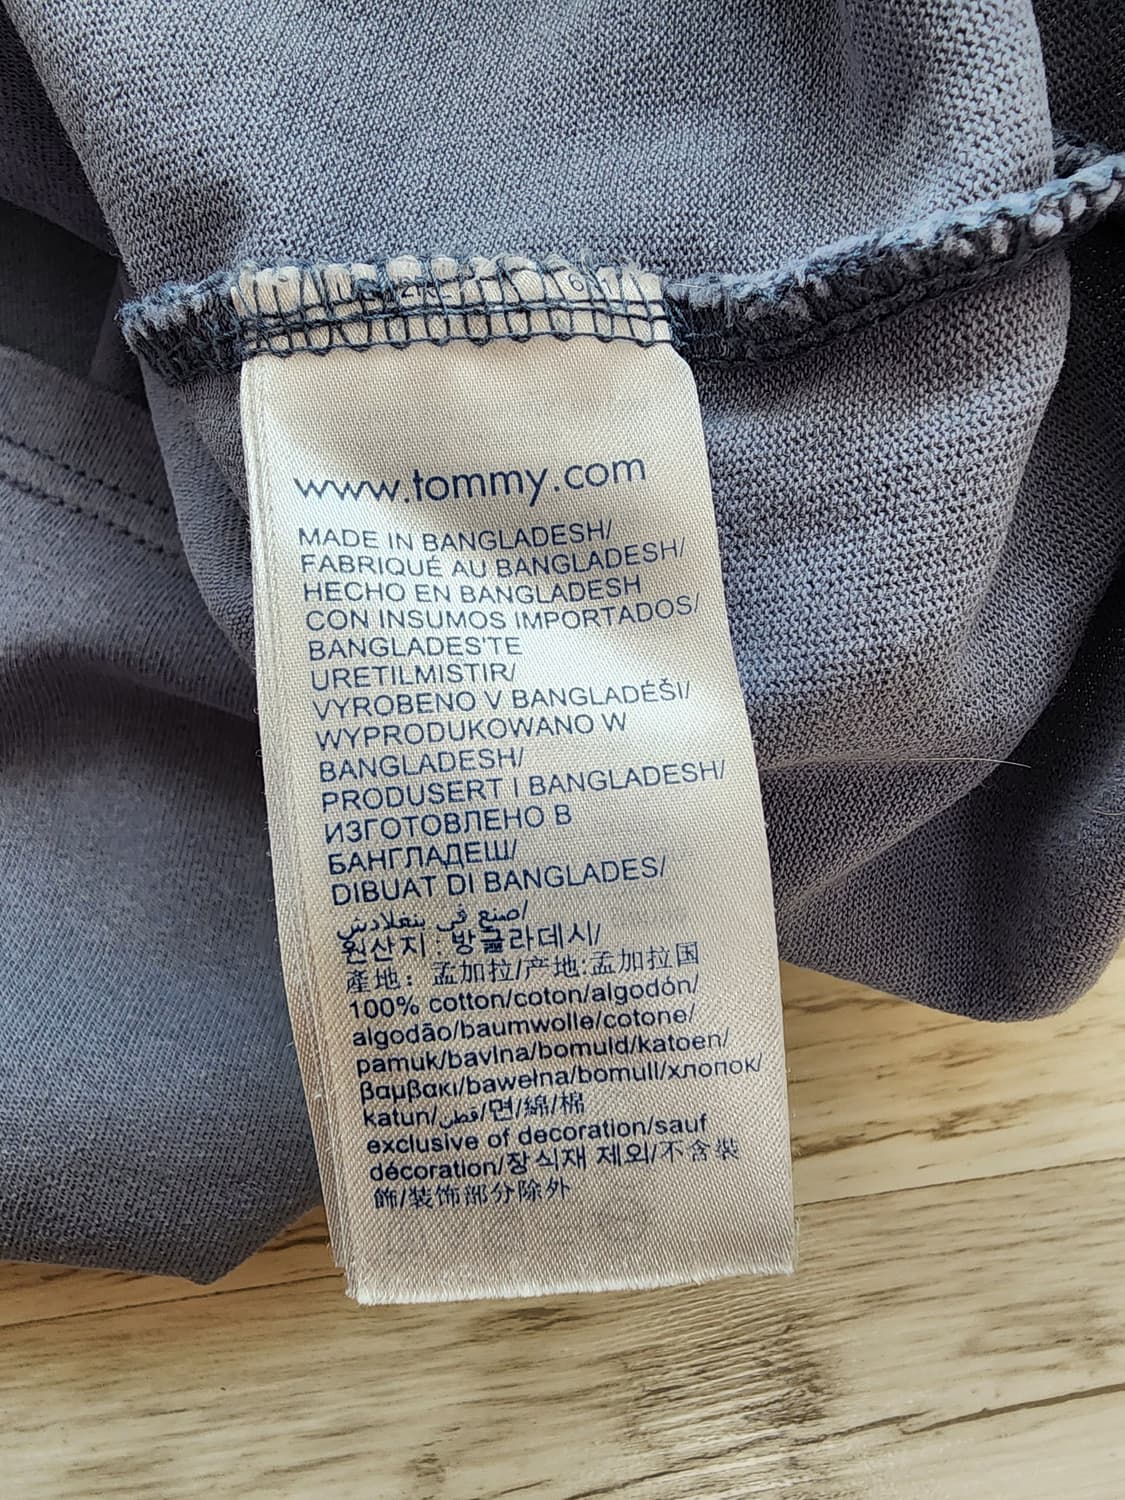 www.tommy.com
MADE IN BANGLADESH/
FABRIQUÉ AU BANGLADESH/
HECHO EN BANGLADESH
CON INSUMOS IMPORTADOS/
BANGLADES'TE
URETILMISTIR/
VYROBENO V BANGLADÉŠI/
WYPRODUKOWANO W
BANGLADESH/
PRODUSERT I BANGLADESH/
ИЗГОТОВЛЕНО В
БАНГЛАДЕШ/
DIBUAT DI BANGLADES/
صنع في بنغلادش/
원산지 : 방글라데시/
產地：孟加拉/产地:孟加拉国
100% cotton/coton/algodón/
algodão/baumwolle/cotone/
pamuk/bavlna/bomuld/katoen/
βαμβακι/bawełna/bomull/хлопок/
katun/قطن/면/綿/棉
exclusive of decoration/sauf
décoration/장식재 제외/不含裝
飾/装饰部分除外